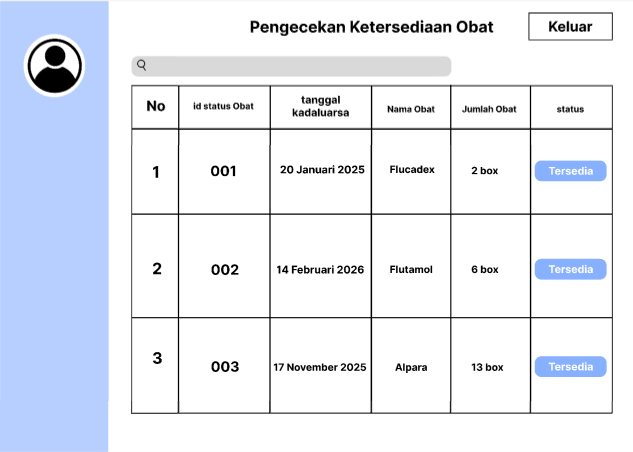 Pengecekan Ketersediaan Obat
Keluar
No
id status Obat
tanggal
kadaluarsa
Nama Obat
Jumlah Obat
status
1
001
20 Januari 2025
Flucadex
2 box
Tersedia
2
002
14 Februari 2026
Flutamol
6 box
Tersedia
3
003
17 November 2025
Alpara
13 box
Tersedia